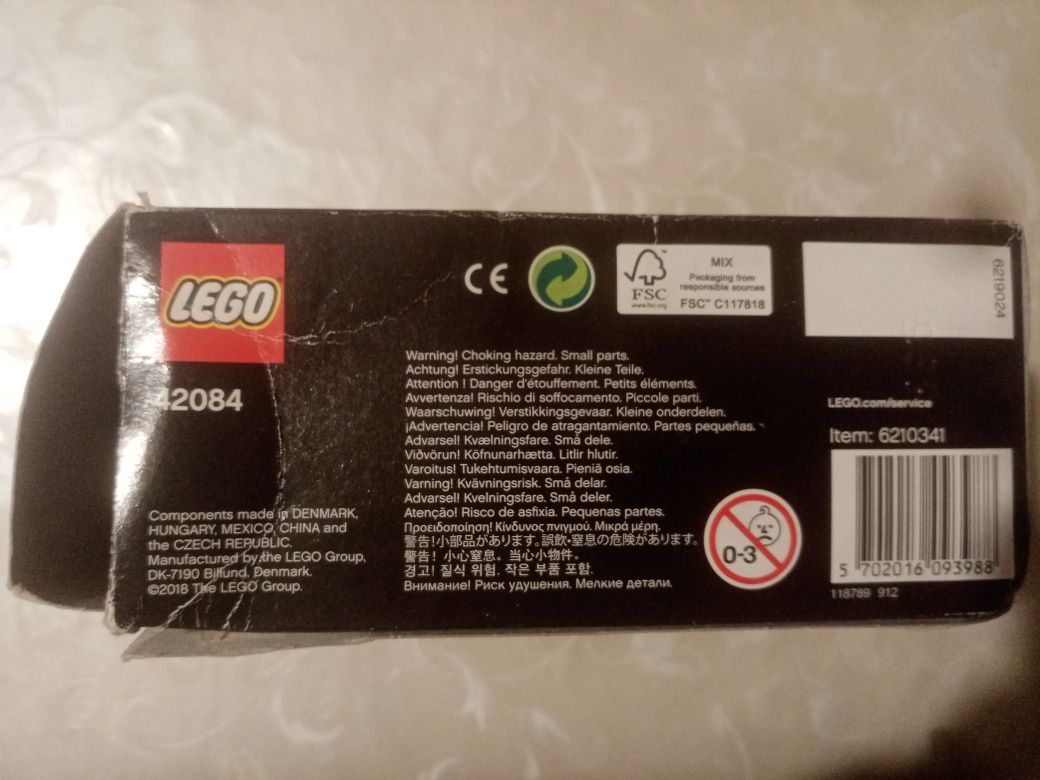 LEGO
42084
Components made in DENMARK,
HUNGARY, MEXICO, CHINA and
the CZECH REPUBLIC.
Manufactured by the LEGO Group,
DK-7190 Billund, Denmark.
©2018 The LEGO Group.
CE
FSC™
www.fsc.org
MIX
Packaging from
responsible sources
FSC™ C117818
Warning! Choking hazard. Small parts.
Achtung! Erstickungsgefahr. Kleine Teile.
Attention ! Danger d'étouffement. Petits éléments.
Avvertenza! Rischio di soffocamento. Piccole parti.
Waarschuwing! Verstikkingsgevaar. Kleine onderdelen.
¡Advertencia! Peligro de atragantamiento. Partes pequeñas.
Advarsel! Kvælningsfare. Små dele.
Viðvörun! Köfnunarhætta. Litlir hlutir.
Varoitus! Tukehtumisvaara. Pieniä osia.
Varning! Kvävningsrisk. Små delar.
Advarsel! Kvelningsfare. Små deler.
Atenção! Risco de asfixia. Pequenas partes.
Προειδοποίηση! Κίνδυνος πνιγμού. Μικρά μέρη.
警告!小部品があります。誤飲・窒息の危険があります。
警告! 小心窒息。 当心小物件。
경고! 질식 위험. 작은 부품 포함.
Внимание! Риск удушения. Мелкие детали.
0-3
6219024
LEGO.com/service
Item: 6210341
5 702016 093988
118789 912